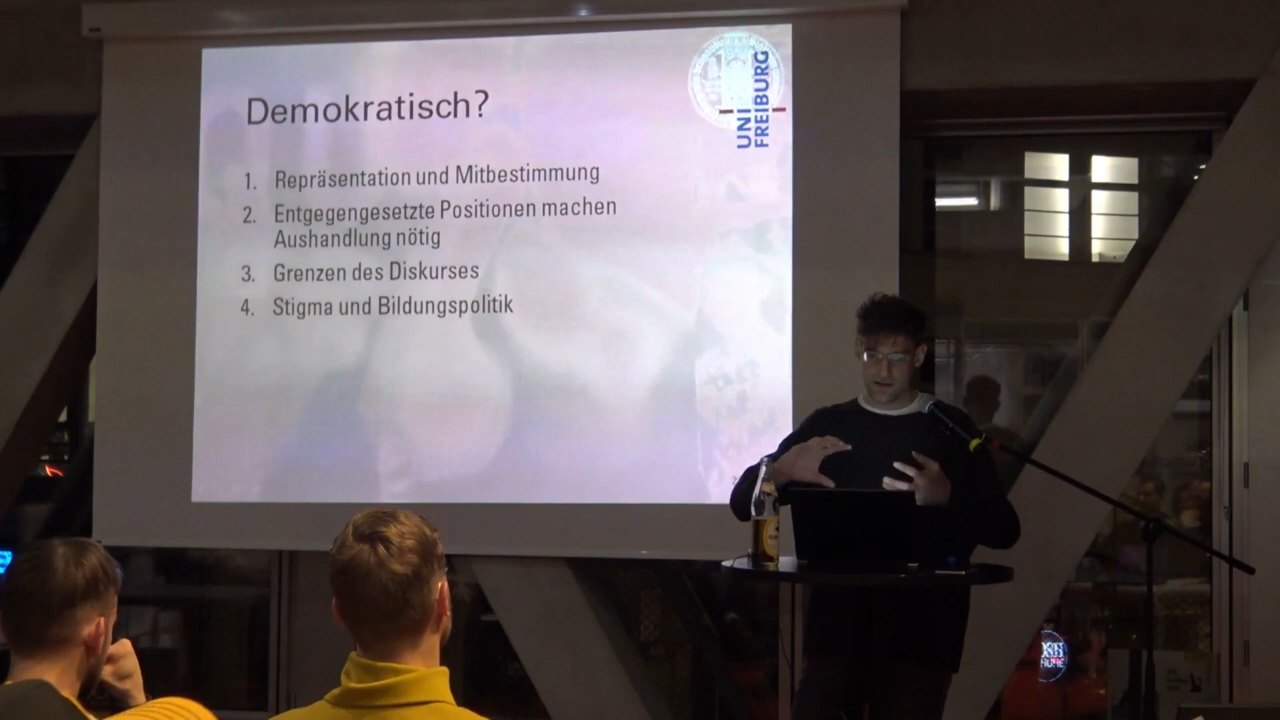 Demokratisch?
UNI
FREIBURG
1. Repräsentation und Mitbestimmung
2. Entgegengesetzte Positionen machen
Aushandlung nötig
3. Grenzen des Diskurses
4. Stigma und Bildungspolitik